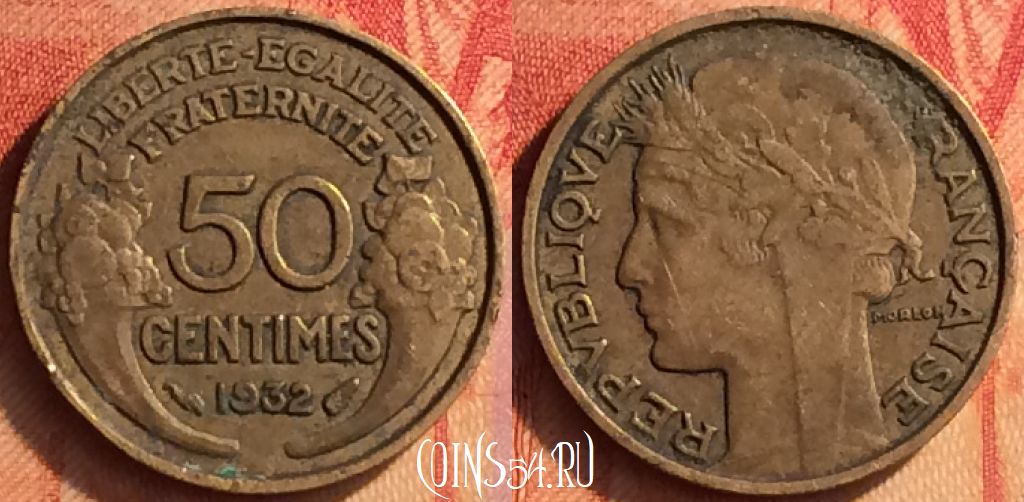 LIBERTE-EGALITE
FRATERNITE
50
CENTIMES
1932
REPVBLIQVE FRANÇAISE
MORLON
COINS54.RU